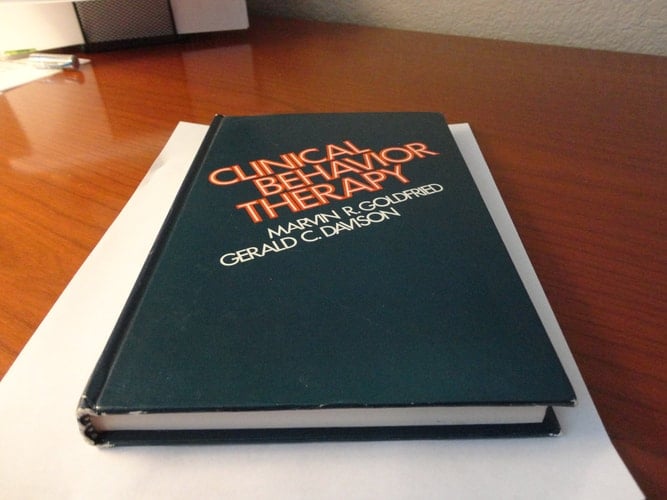 CLINICAL
BEHAVIOR
THERAPY
MARVIN R. GOLDFRIED
GERALD C. DAVISON